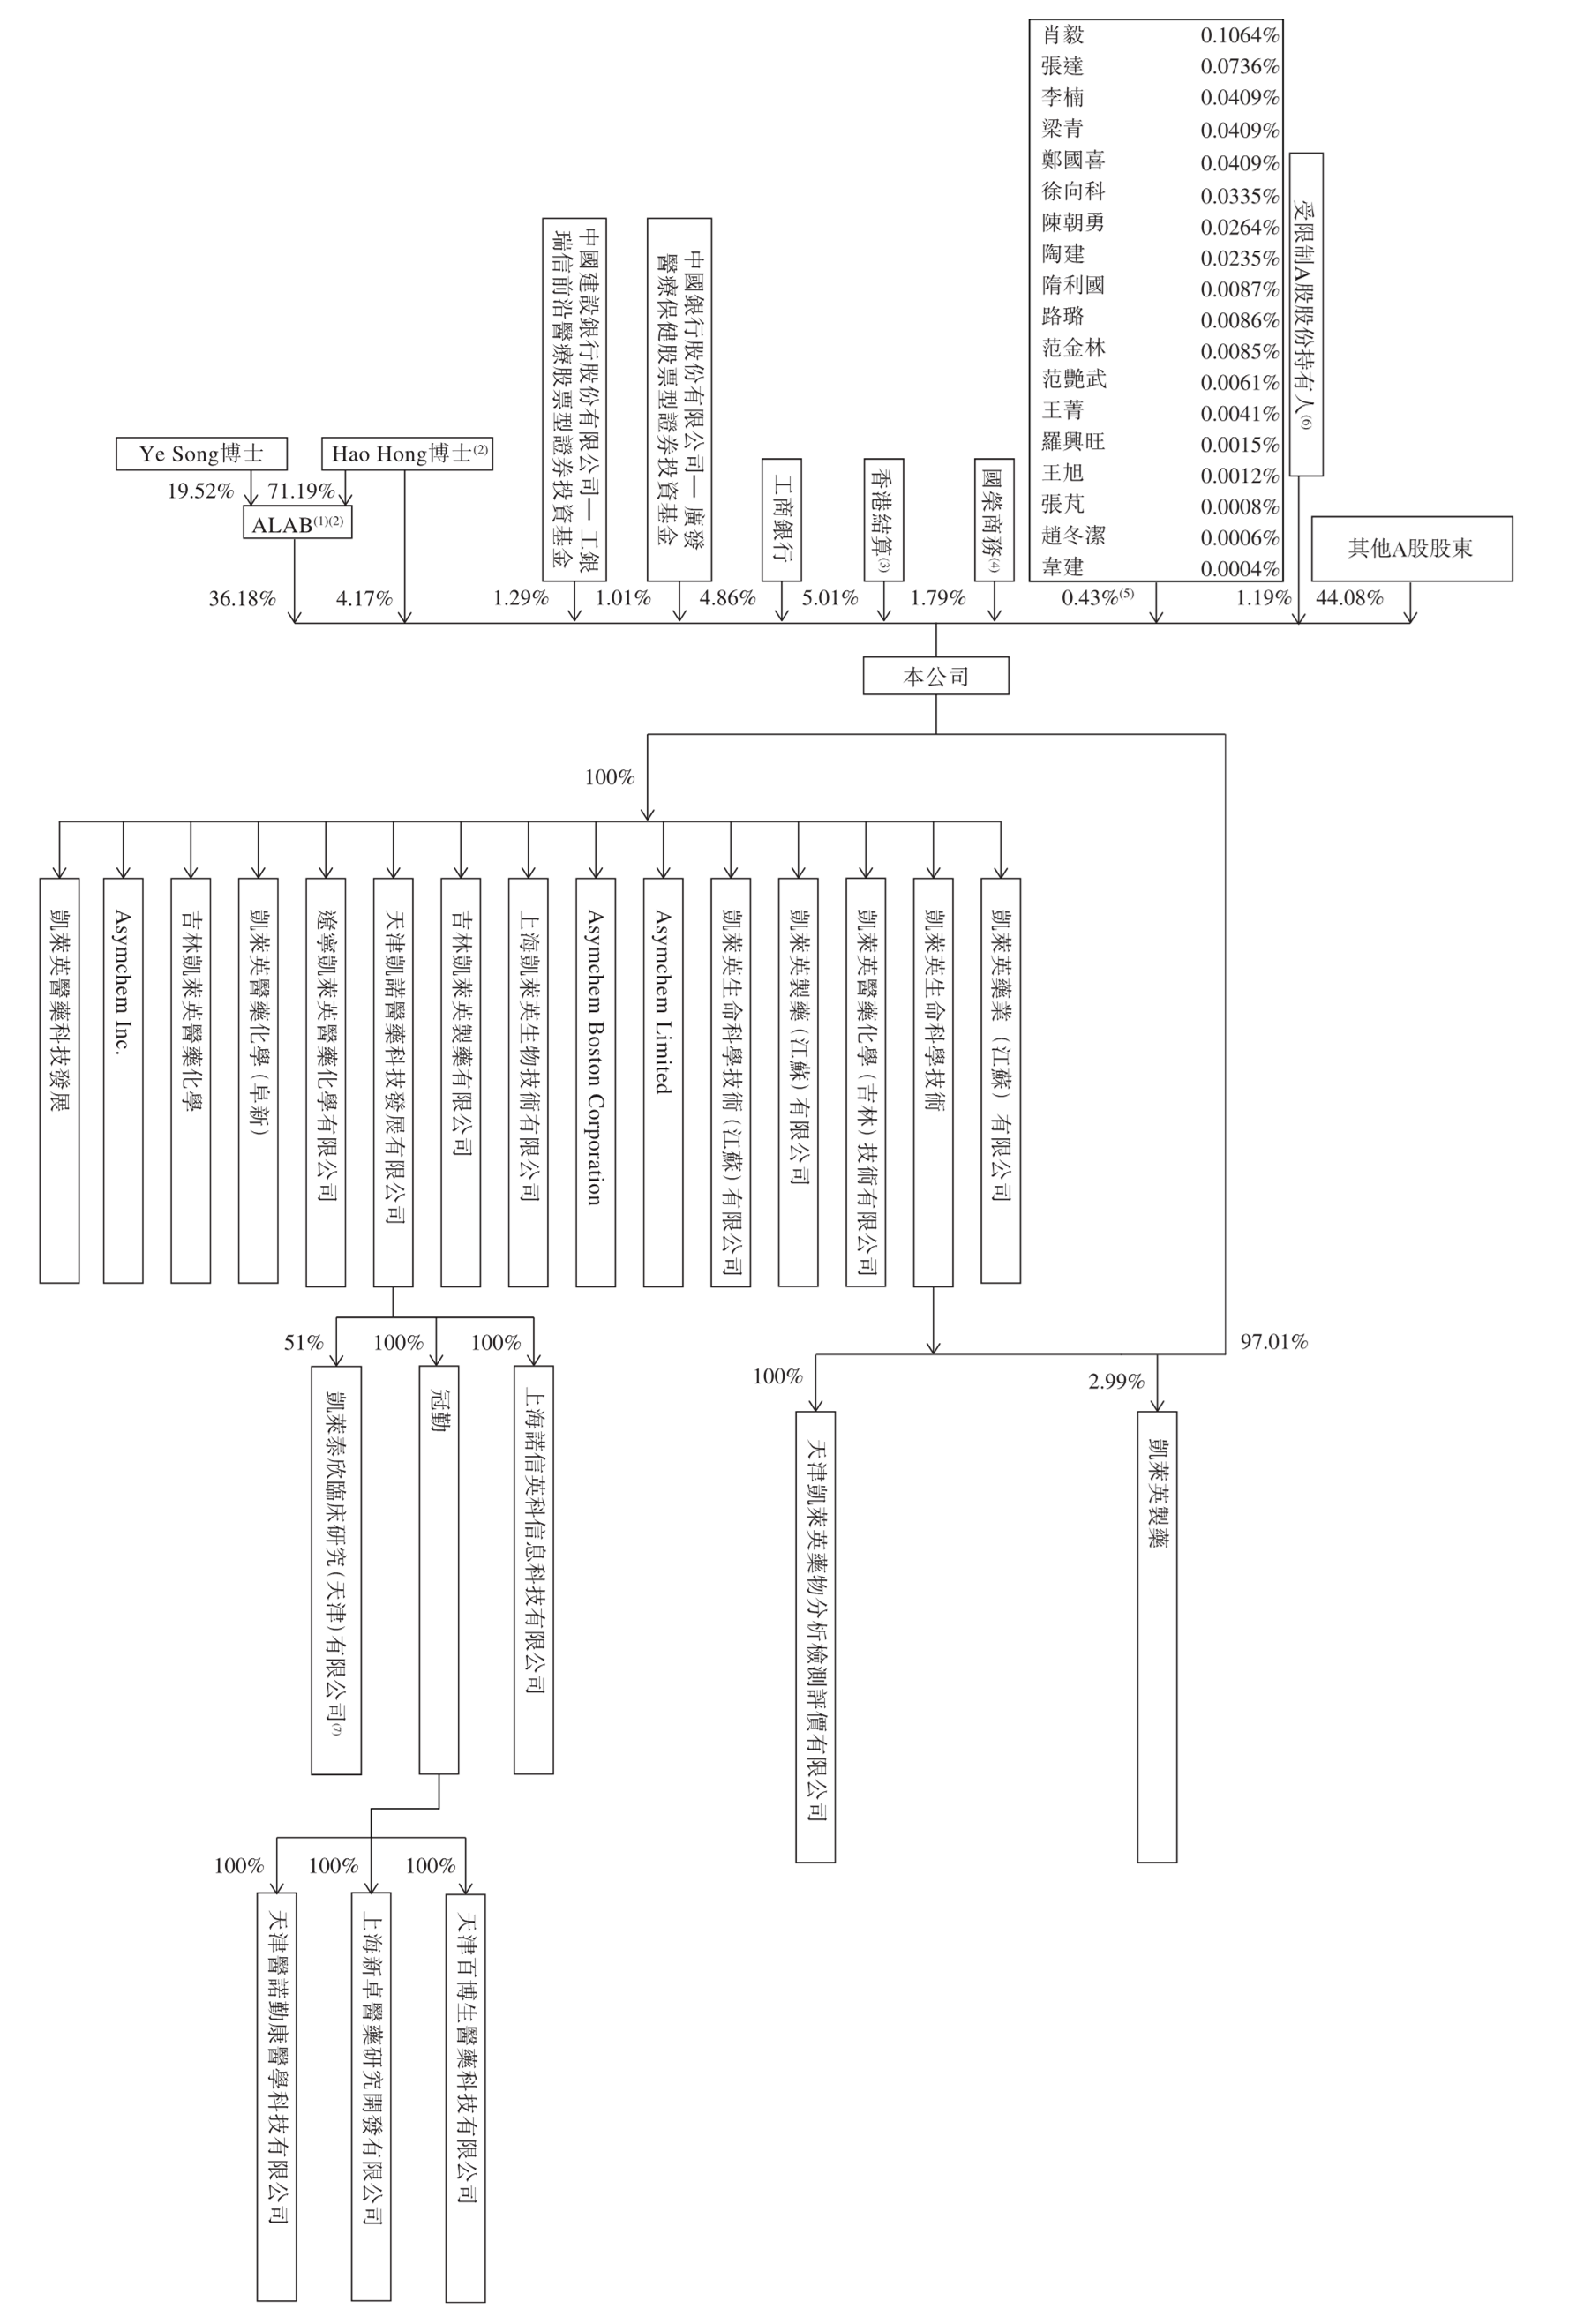 肖毅 0.1064%
張達 0.0736%
李楠 0.0409%
梁青 0.0409%
鄭國喜 0.0409%
徐向科 0.0335%
陳朝勇 0.0264%
陶建 0.0235%
隋利國 0.0087%
路璐 0.0086%
范金林 0.0085%
范艷武 0.0061%
王菁 0.0041%
羅興旺 0.0015%
王旭 0.0012%
張芃 0.0008%
趙冬潔 0.0006%
韋建 0.0004%
Ye Song博士
Hao Hong博士(2)
19.52%
71.19%
ALAB(1)(2)
中國建設銀行股份有限公司— 工銀
瑞信前沿醫療股票型證券投資基金
中國銀行股份有限公司— 廣發
醫療保健股票型證券投資基金
工商銀行
香港結算(3)
國榮商務(4)
受限制A股股份持有人(6)
其他A股股東
36.18%
4.17%
1.29%
1.01%
4.86%
5.01%
1.79%
0.43%(5)
1.19%
44.08%
本公司
100%
凱萊英醫藥科技發展
Asymchem Inc.
吉林凱萊英醫藥化學
凱萊英醫藥化學(阜新)
遼寧凱萊英醫藥化學有限公司
天津凱諾醫藥科技發展有限公司
吉林凱萊英製藥有限公司
上海凱萊英生物技術有限公司
Asymchem Boston Corporation
Asymchem Limited
凱萊英生命科學技術(江蘇)有限公司
凱萊英製藥(江蘇)有限公司
凱萊英醫藥化學(吉林)技術有限公司
凱萊英生命科學技術
凱萊英藥業(江蘇)有限公司
51%
100%
100%
97.01%
100%
2.99%
凱萊泰欣臨床研究(天津)有限公司(7)
冠勤
上海諾信英科信息科技有限公司
天津凱萊英藥物分析檢測評價有限公司
凱萊英製藥
100%
100%
100%
天津醫諾勤康醫學科技有限公司
上海新卓醫藥研究開發有限公司
天津百博生醫藥科技有限公司